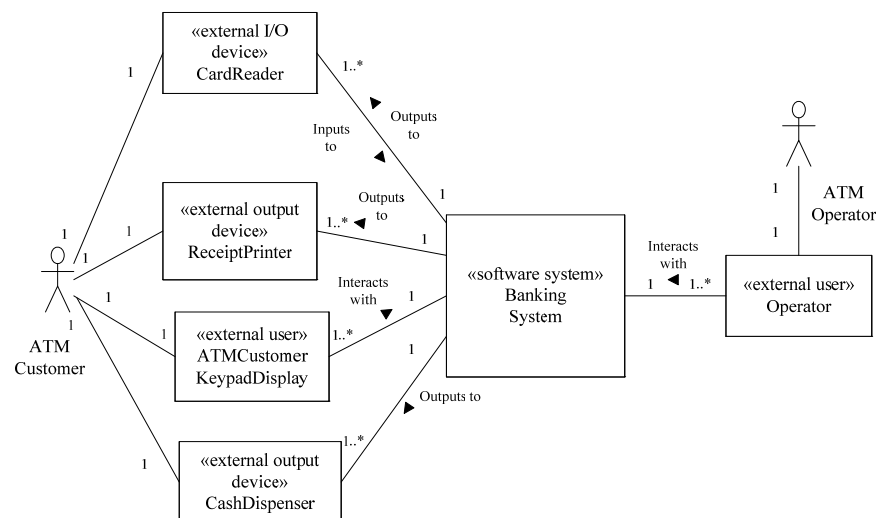 «external I/O
device»
CardReader
1
1..*
Outputs
to
Inputs
to
1
«external output
device»
ReceiptPrinter
1
1
1
1..*
Outputs
to
1
ATM
Customer
1
1
«external user»
ATMCustomer
KeypadDisplay
1
1..*
Interacts
with
1
1
Outputs to
«external output
device»
CashDispenser
1
1..*
«software system»
Banking
System
1
Interacts
with
1..*
«external user»
Operator
1
1
ATM
Operator